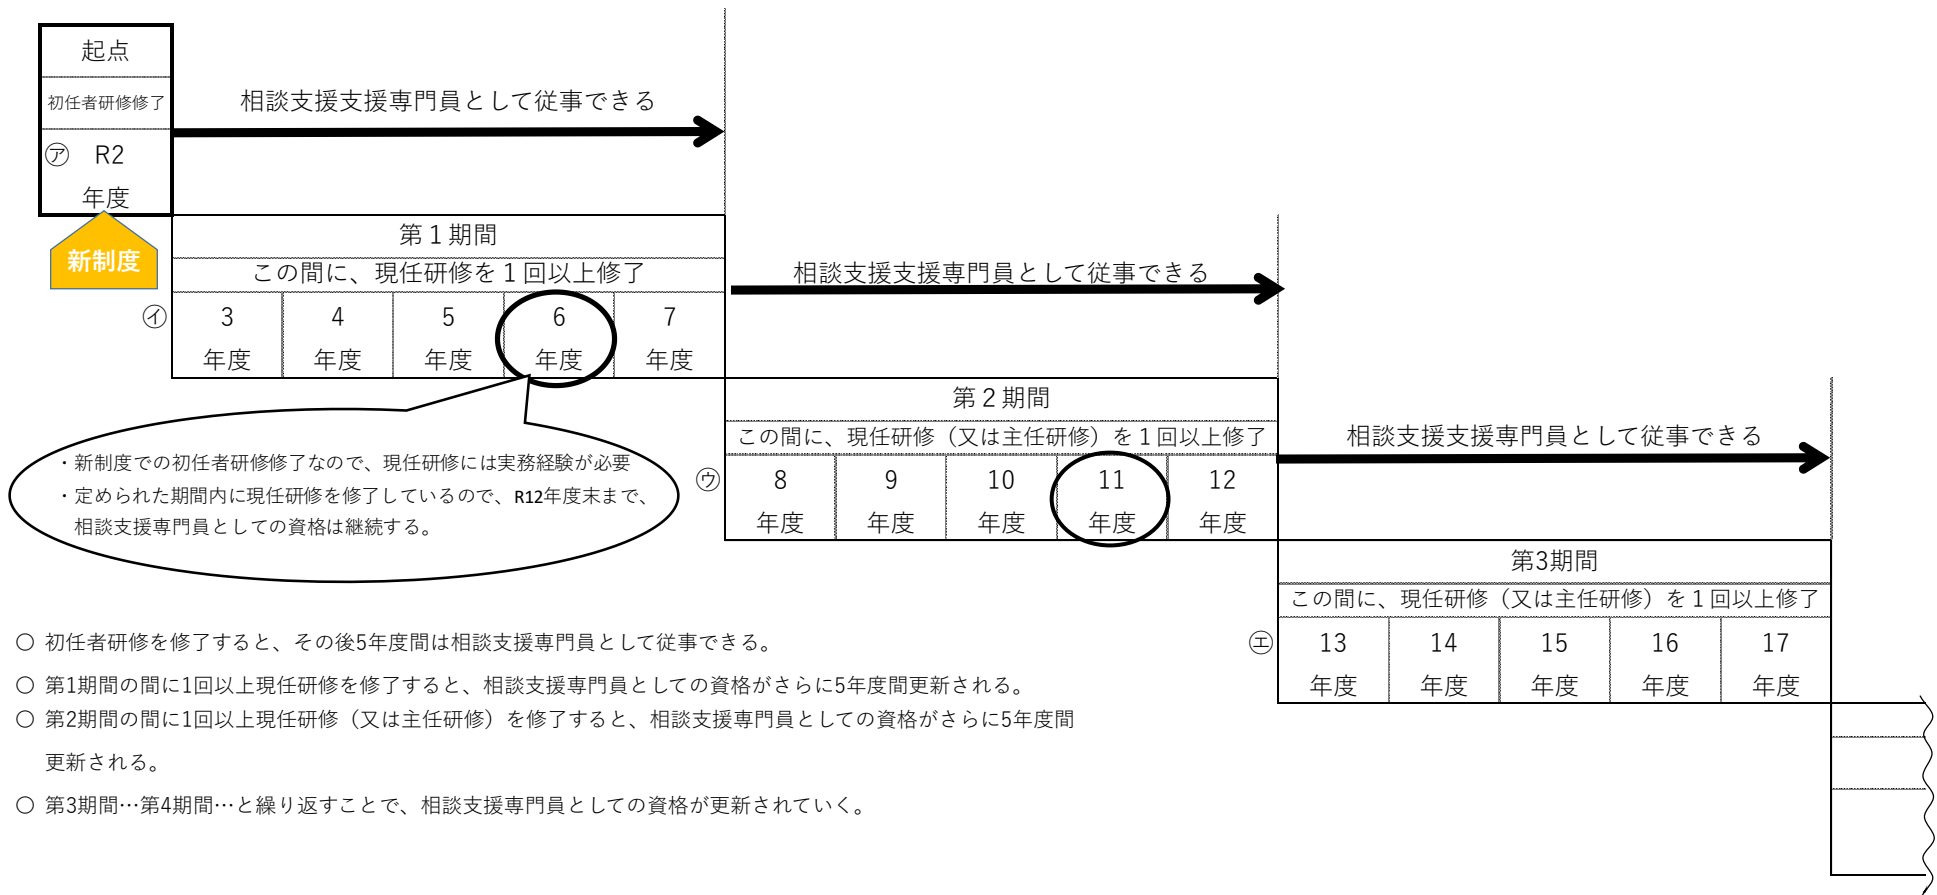 起点
初任者研修修了
㋐ R2
年度
新制度
相談支援支援専門員として従事できる
第１期間
この間に、現任研修を１回以上修了
㋑ 3 4 5 6 7
年度 年度 年度 年度 年度
相談支援支援専門員として従事できる
・新制度での初任者研修修了なので、現任研修には実務経験が必要
・定められた期間内に現任研修を修了しているので、R12年度末まで、
相談支援専門員としての資格は継続する。
第２期間
この間に、現任研修（又は主任研修）を１回以上修了
㋒ 8 9 10 11 12
年度 年度 年度 年度 年度
相談支援支援専門員として従事できる
第3期間
この間に、現任研修（又は主任研修）を１回以上修了
㋓ 13 14 15 16 17
年度 年度 年度 年度 年度
〇 初任者研修を修了すると、その後5年度間は相談支援専門員として従事できる。
〇 第1期間の間に1回以上現任研修を修了すると、相談支援専門員としての資格がさらに5年度間更新される。
〇 第2期間の間に1回以上現任研修（又は主任研修）を修了すると、相談支援専門員としての資格がさらに5年度間
更新される。
〇 第3期間…第4期間…と繰り返すことで、相談支援専門員としての資格が更新されていく。